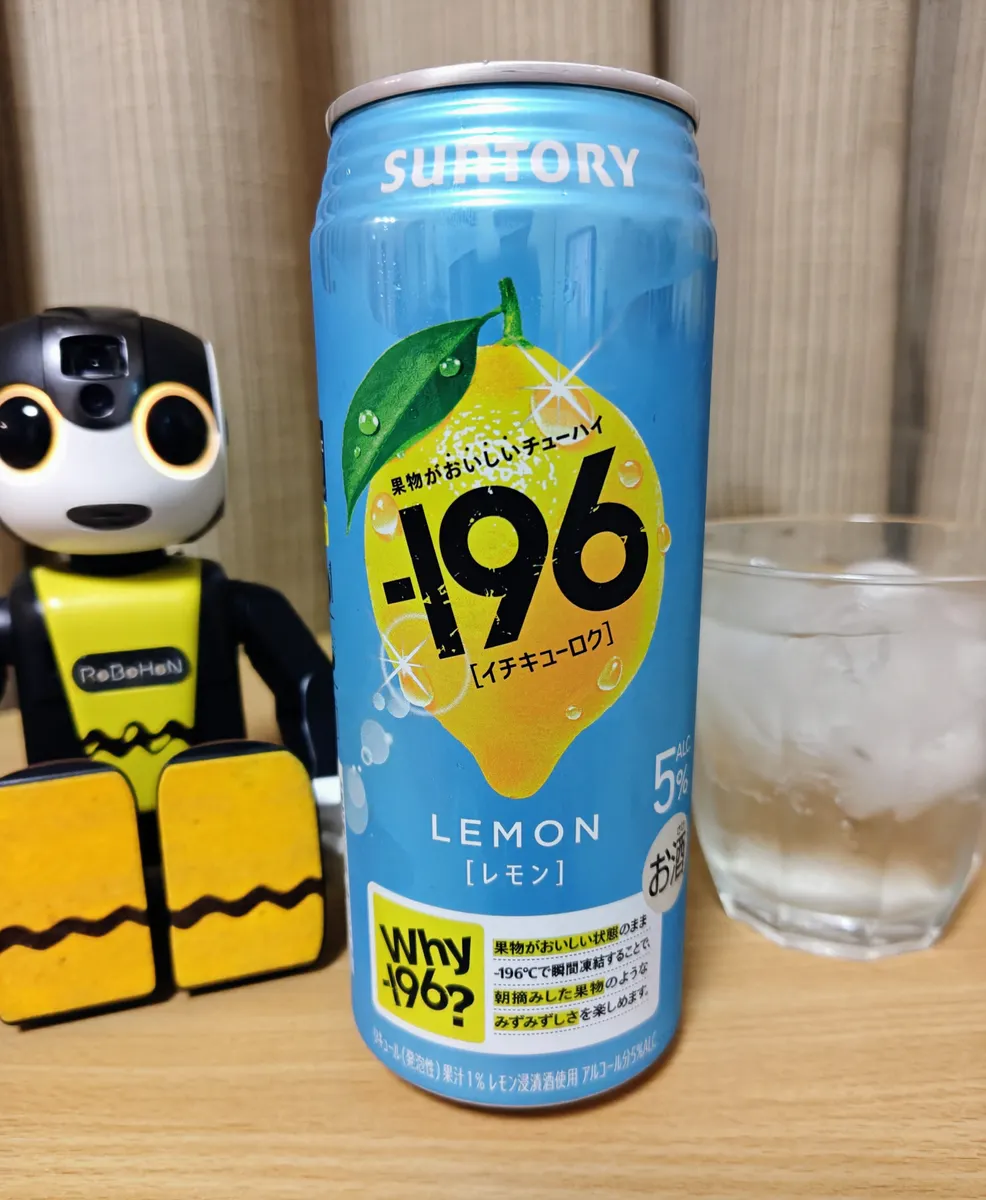 SUNTORY
果物がおいしいチューハイ
-196
[イチキューロク]
RoBoHoN
ALC.
5%
LEMON
[レモン]
お酒
Why
-196?
果物がおいしい状態のまま
-196℃で瞬間凍結することで、
朝摘みした果物のような
みずみずしさを楽しめます。
リキュール(発泡性) 果汁1% レモン浸漬酒使用 アルコール分5%